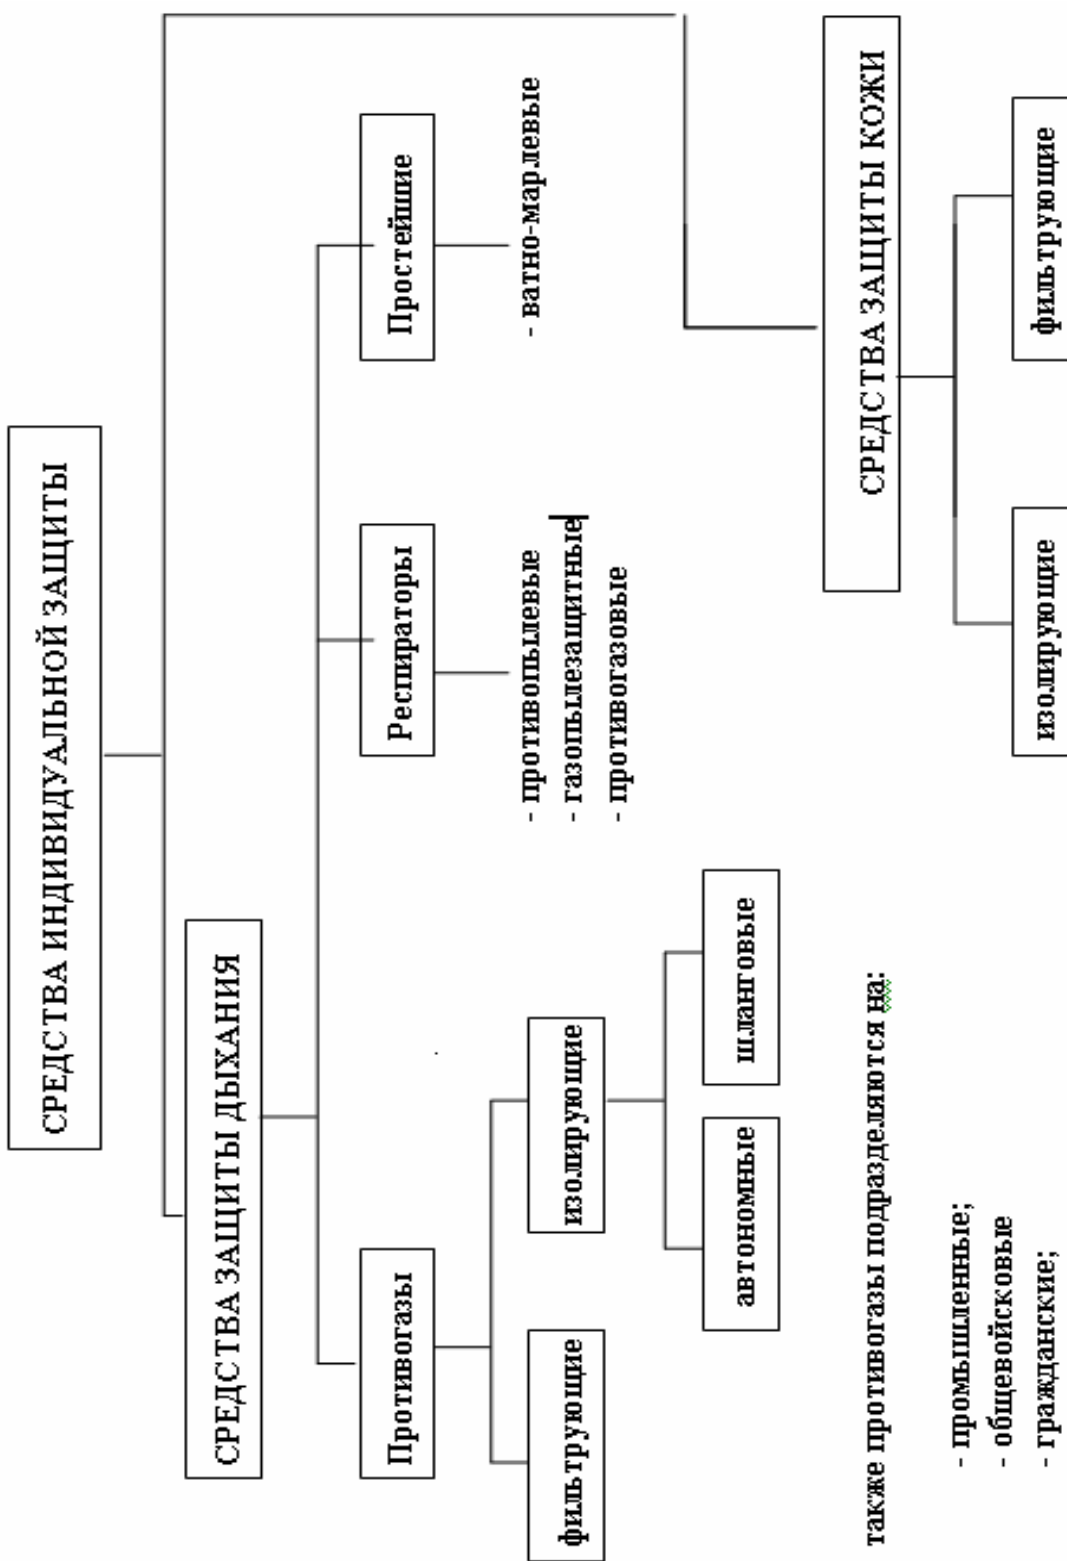 СРЕДСТВА ИНДИВИДУАЛЬНОЙ ЗАЩИТЫ
СРЕДСТВА ЗАЩИТЫ ДЫХАНИЯ
Противогазы
Респираторы
Простейшие
фильтрующие
изолирующие
- противопылевые
- газопылезащитные
- противогазовые
- ватно-марлевые
автономные
шланговые
СРЕДСТВА ЗАЩИТЫ КОЖИ
изолирующие
фильтрующие
также противогазы подразделяются на:
- промышленные;
- общевойсковые
- гражданские;